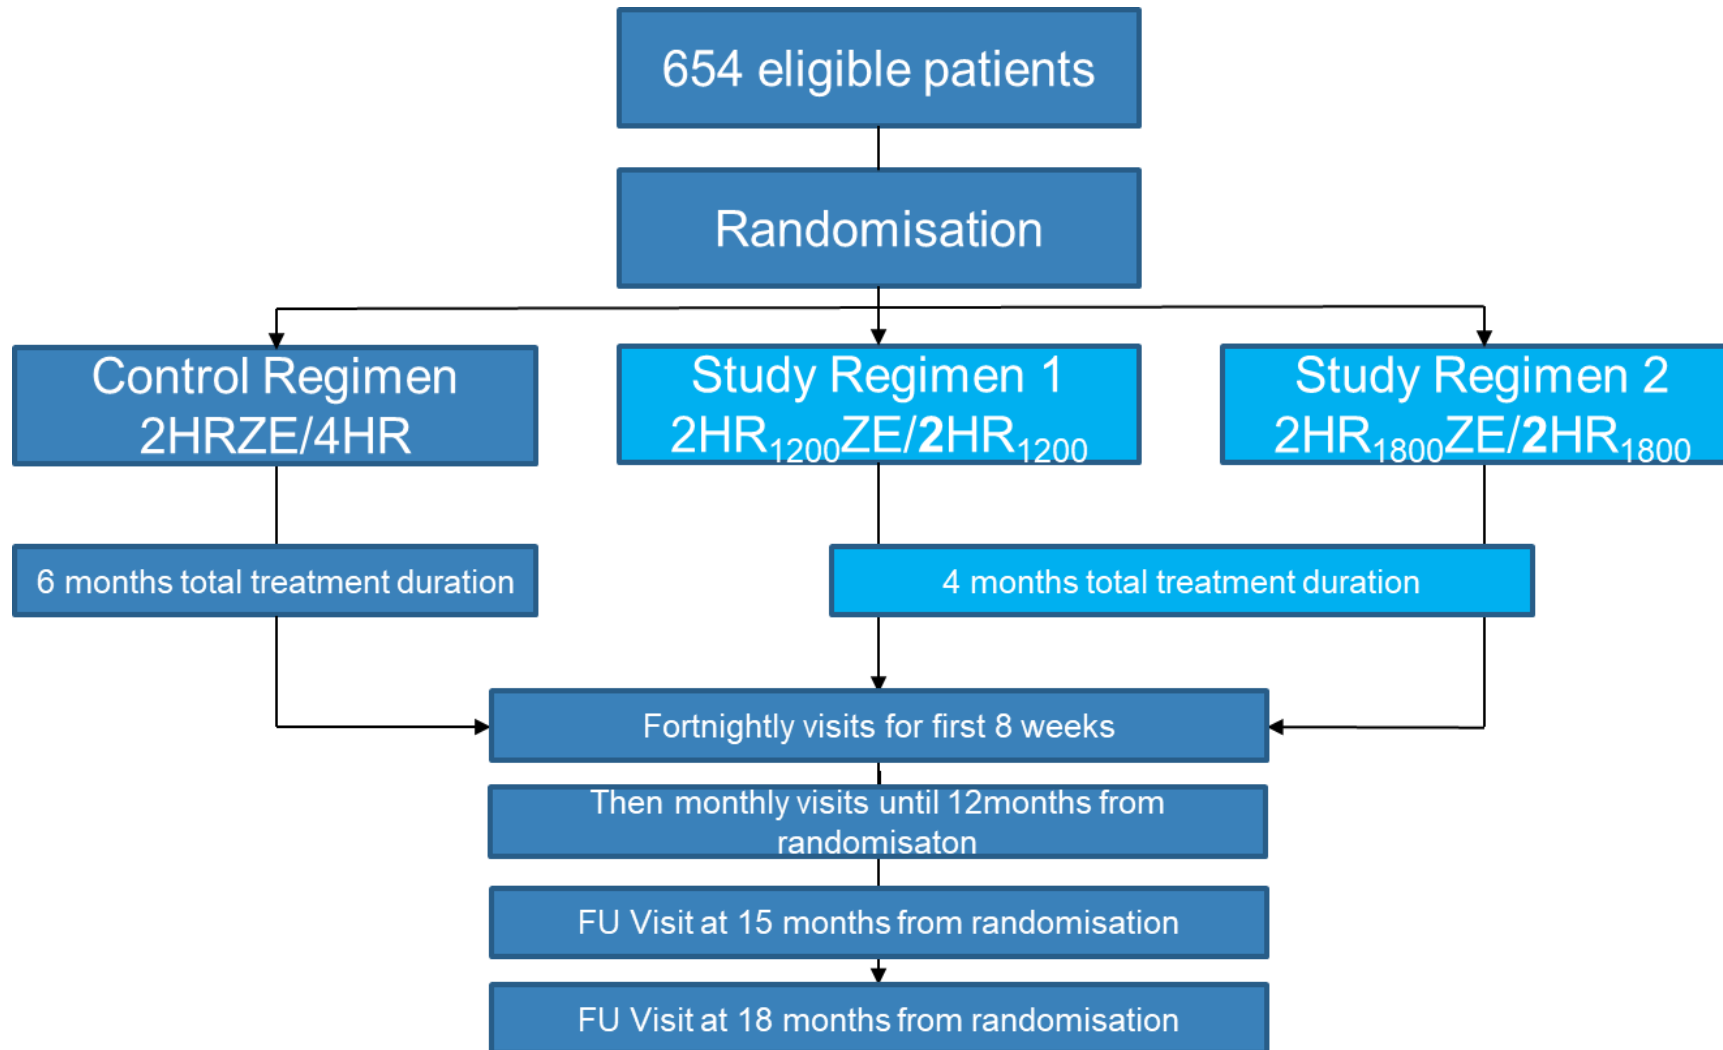 654 eligible patients
Randomisation
Control Regimen
2HRZE/4HR
Study Regimen 1
2HR₁₂₀₀ZE/2HR₁₂₀₀
Study Regimen 2
2HR₁₈₀₀ZE/2HR₁₈₀₀
6 months total treatment duration
4 months total treatment duration
Fortnightly visits for first 8 weeks
Then monthly visits until 12months from
randomisaton
FU Visit at 15 months from randomisation
FU Visit at 18 months from randomisation